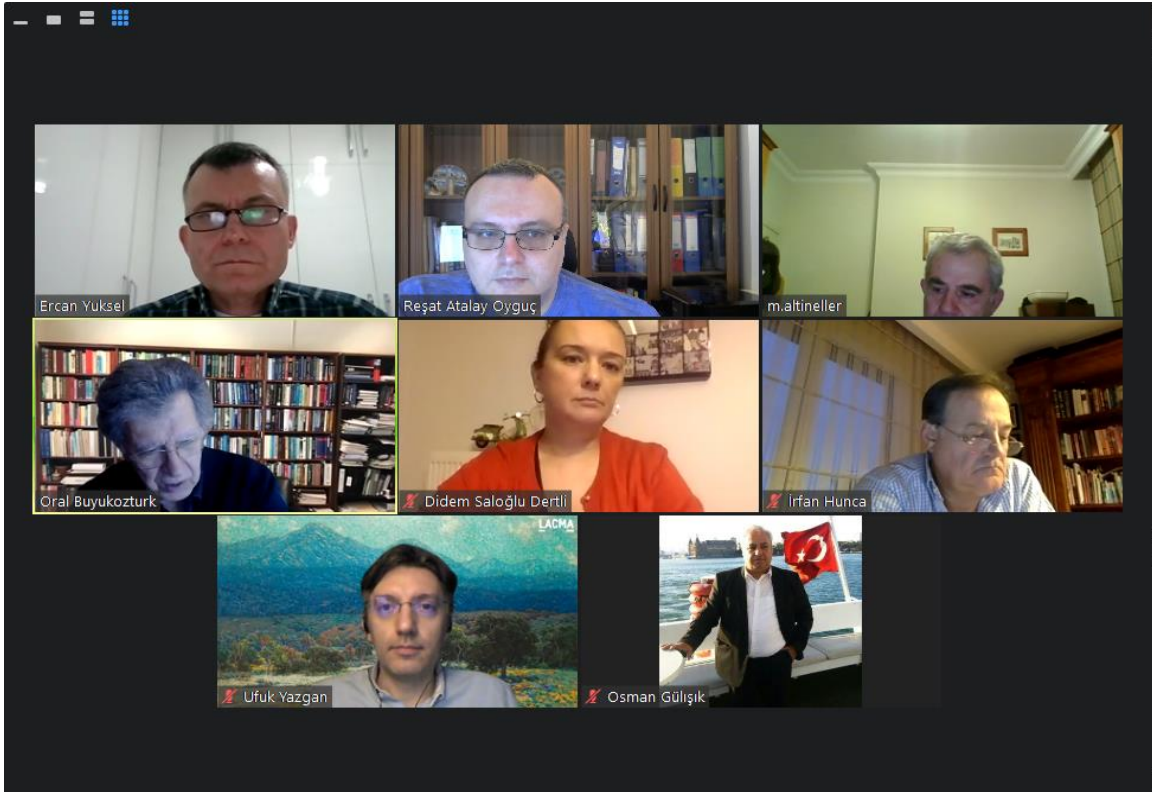 Ercan Yuksel
Reşat Atalay Oyguç
m.altineller
Oral Buyukozturk
Didem Saloğlu Dertli
İrfan Hunca
LACMA
Ufuk Yazgan
Osman Gülışık